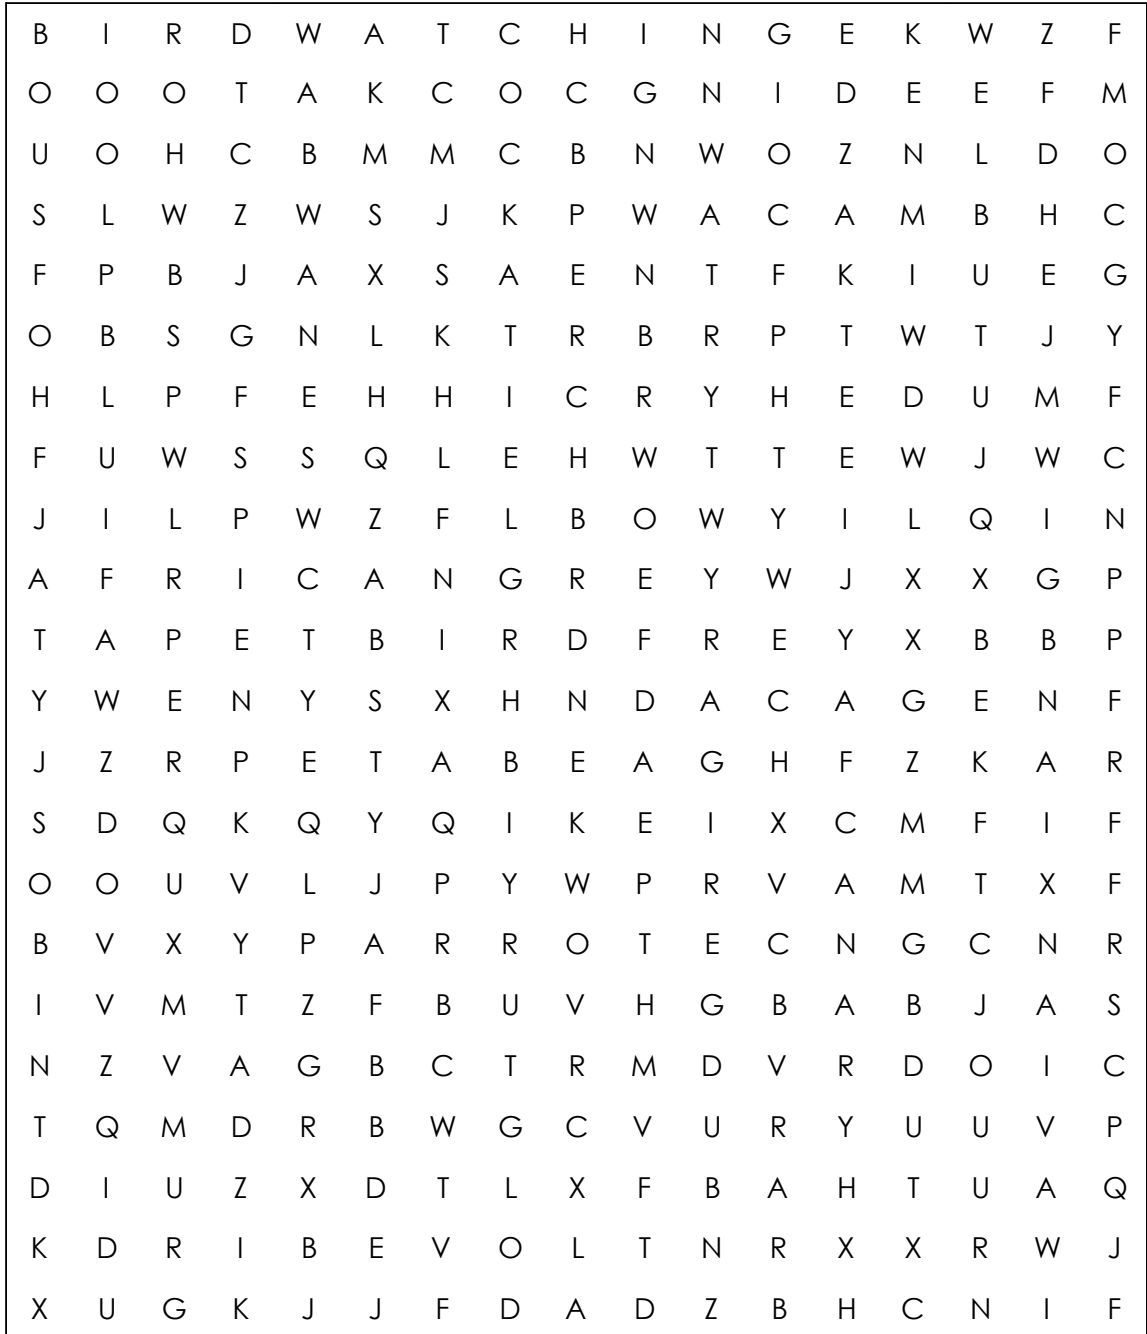 B I R D W A T C H I N G E K W Z F
O O O T A K C O C G N I D E E F M
U O H C B M M C B N W O Z N L D O
S L W Z W S J K P W A C A M B H C
F P B J A X S A E N T F K I U E G
O B S G N L K T R B R P T W T J Y
H L P F E H H I C R Y H E D U M F
F U W S S Q L E H W T T E W J W C
J I L P W Z F L B O W Y I L Q I N
A F R I C A N G R E Y W J X X G P
T A P E T B I R D F R E Y X B B P
Y W E N Y S X H N D A C A G E N F
J Z R P E T A B E A G H F Z K A R
S D Q K Q Y Q I K E I X C M F I F
O O U V L J P Y W P R V A M T X F
B V X Y P A R R O T E C N G C N R
I V M T Z F B U V H G B A B J A S
N Z V A G B C T R M D V R D O I C
T Q M D R B W G C V U R Y U U V P
D I U Z X D T L X F B A H T U A Q
K D R I B E V O L T N R X X R W J
X U G K J J F D A D Z B H C N I F